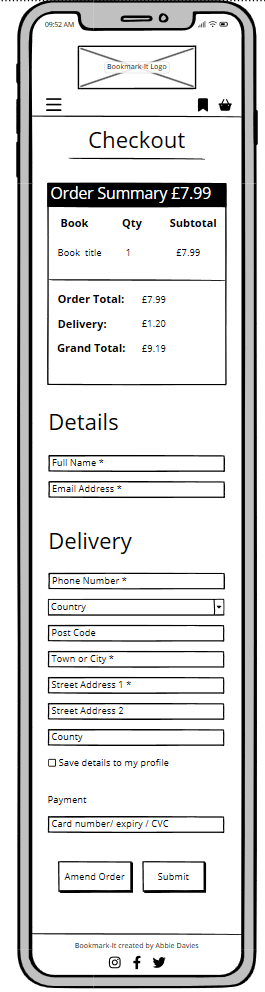 09:52 AM
Bookmark-It Logo
Checkout
Order Summary £7.99
Book Qty Subtotal
Book title 1 £7.99
Order Total: £7.99
Delivery: £1.20
Grand Total: £9.19
Details
Full Name *
Email Address *
Delivery
Phone Number *
Country
Post Code
Town or City *
Street Address 1 *
Street Address 2
County
Save details to my profile
Payment
Card number/ expiry / CVC
Amend Order Submit
Bookmark-It created by Abbie Davies